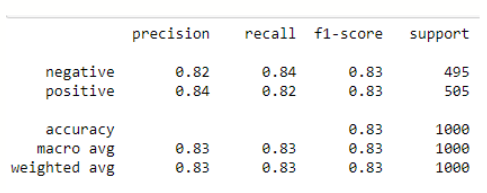 precision recall f1-score support
negative 0.82 0.84 0.83 495
positive 0.84 0.82 0.83 505
accuracy 0.83 1000
macro avg 0.83 0.83 0.83 1000
weighted avg 0.83 0.83 0.83 1000